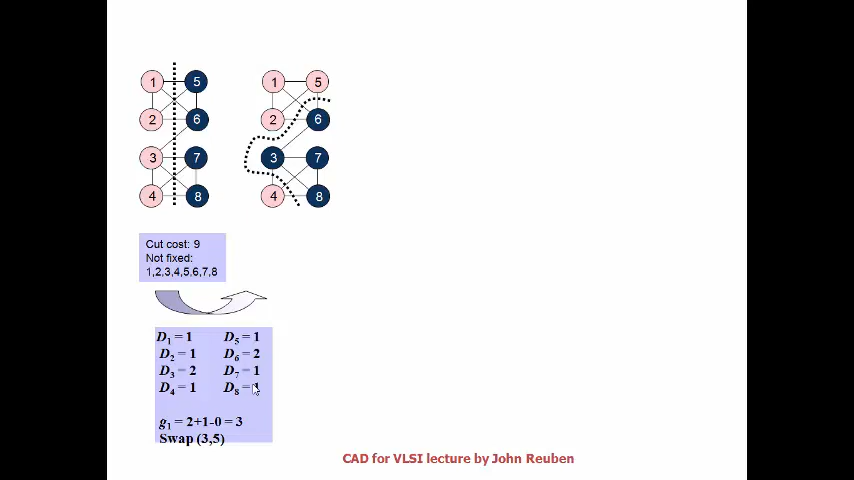 1 5 1 5
2 6 2 6
3 7 3 7
4 8 4 8
Cut cost: 9
Not fixed:
1,2,3,4,5,6,7,8
D1 = 1 D5 = 1
D2 = 1 D6 = 2
D3 = 2 D7 = 1
D4 = 1 D8 =
g1 = 2+1-0 = 3
Swap (3,5)
CAD for VLSI lecture by John Reuben